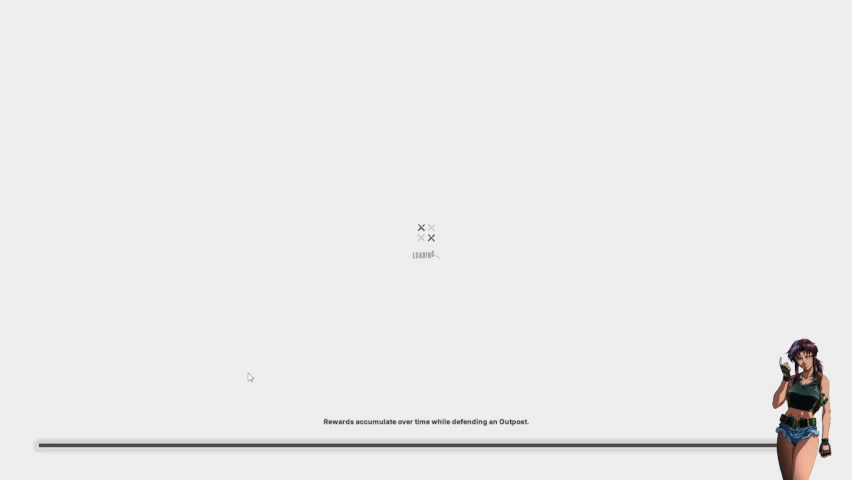 LOADING...
Rewards accumulate over time while defending an Outpost.